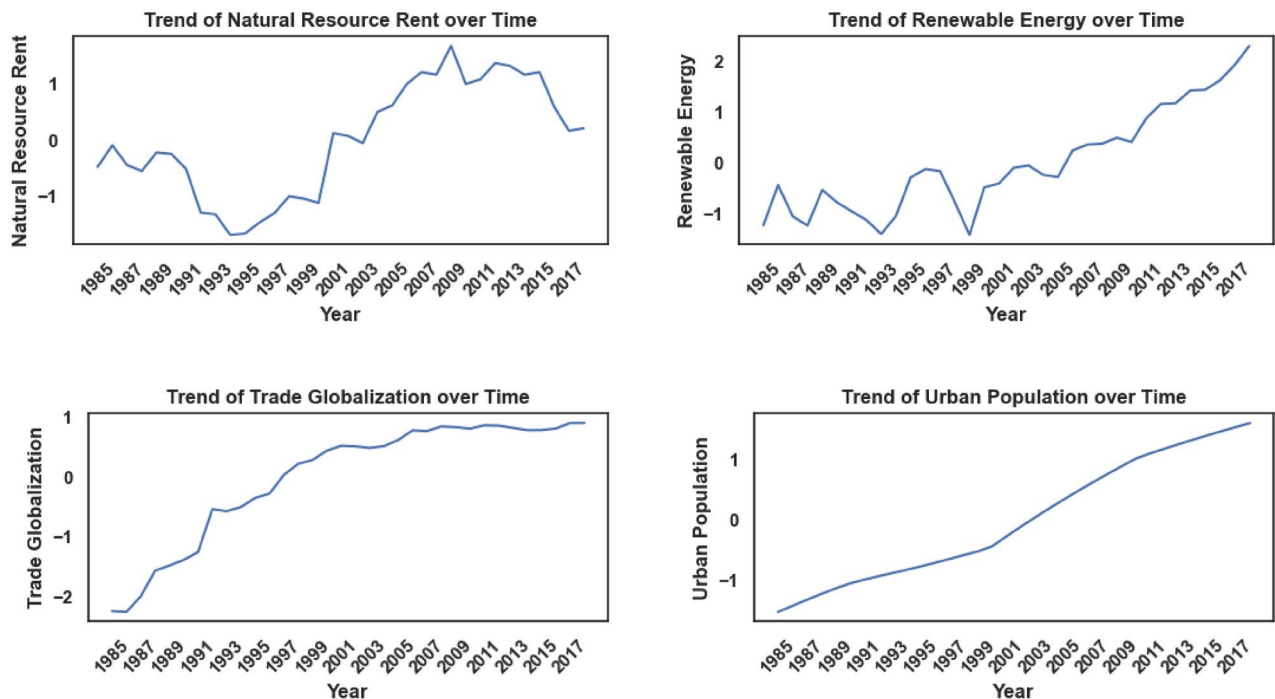 Trend of Natural Resource Rent over Time
Natural Resource Rent
1
0
−1
1985 1987 1989 1991 1993 1995 1997 1999 2001 2003 2005 2007 2009 2011 2013 2015 2017
Year
Trend of Renewable Energy over Time
Renewable Energy
2
1
0
−1
1985 1987 1989 1991 1993 1995 1997 1999 2001 2003 2005 2007 2009 2011 2013 2015 2017
Year
Trend of Trade Globalization over Time
Trade Globalization
1
0
−1
−2
1985 1987 1989 1991 1993 1995 1997 1999 2001 2003 2005 2007 2009 2011 2013 2015 2017
Year
Trend of Urban Population over Time
Urban Population
1
0
−1
1985 1987 1989 1991 1993 1995 1997 1999 2001 2003 2005 2007 2009 2011 2013 2015 2017
Year